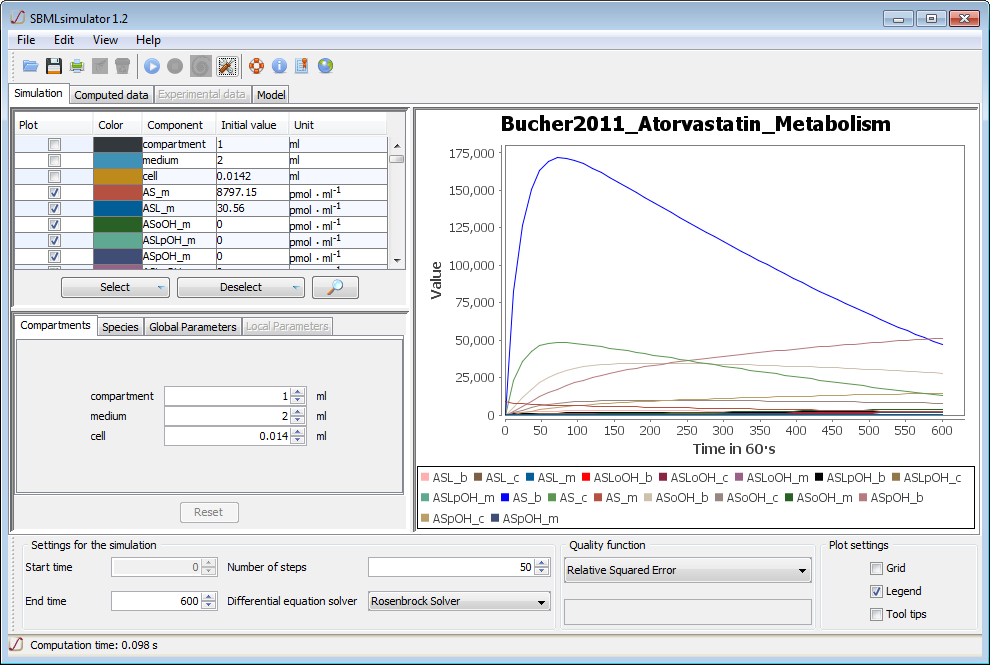 SBMLsimulator 1.2
File Edit View Help
Simulation Computed data Experimental data Model
Plot Color Component Initial value Unit
compartment 1 ml
medium 2 ml
cell 0.0142 ml
AS_m 8797.15 pmol · ml⁻¹
ASL_m 30.56 pmol · ml⁻¹
ASoOH_m 0 pmol · ml⁻¹
ASLpOH_m 0 pmol · ml⁻¹
ASpOH_m 0 pmol · ml⁻¹
Select Deselect
Compartments Species Global Parameters Local Parameters
compartment 1 ml
medium 2 ml
cell 0.014 ml
Reset
Bucher2011_Atorvastatin_Metabolism
175,000
150,000
125,000
100,000
75,000
50,000
25,000
0
Value
0 50 100 150 200 250 300 350 400 450 500 550 600
Time in 60's
ASL_b ASL_c ASL_m ASLoOH_b ASLoOH_c ASLoOH_m ASLpOH_b ASLpOH_c
ASLpOH_m AS_b AS_c AS_m ASoOH_b ASoOH_c ASoOH_m ASpOH_b
ASpOH_c ASpOH_m
Settings for the simulation
Start time 0 Number of steps 50
End time 600 Differential equation solver Rosenbrock Solver
Quality function
Relative Squared Error
Plot settings
Grid
Legend
Tool tips
Computation time: 0.098 s